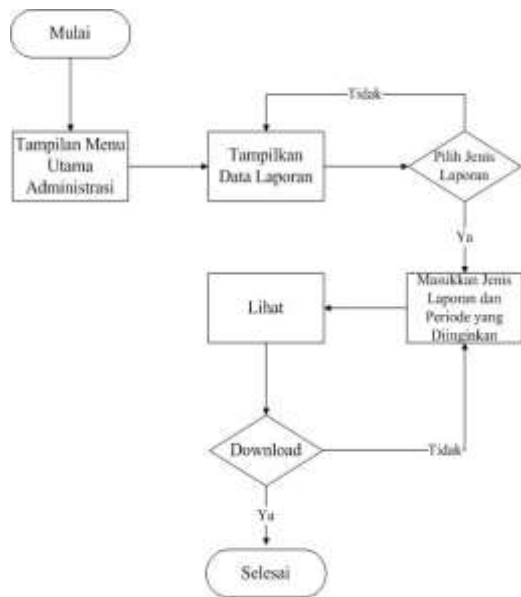 Mulai
Tidak
Tampilan Menu
Utama
Administrasi
Tampilkan
Data Laporan
Pilih Jenis
Laporan
Ya
Lihat
Masukkan Jenis
Laporan dan
Periode yang
Diinginkan
Download
Tidak
Ya
Selesai